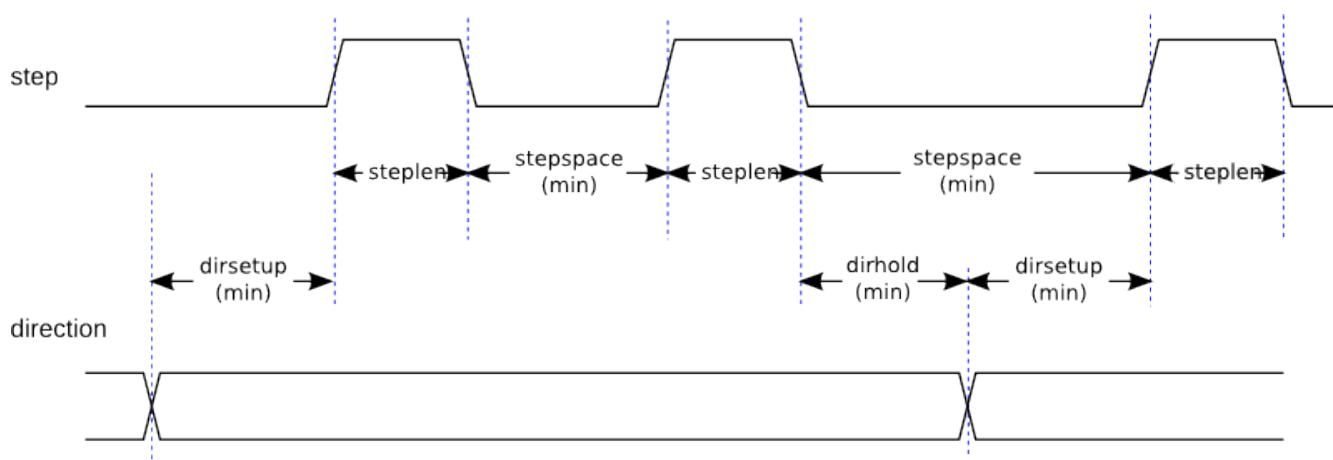 step
steplen
stepspace
(min)
steplen
stepspace
(min)
steplen
dirsetup
(min)
dirhold
(min)
dirsetup
(min)
direction